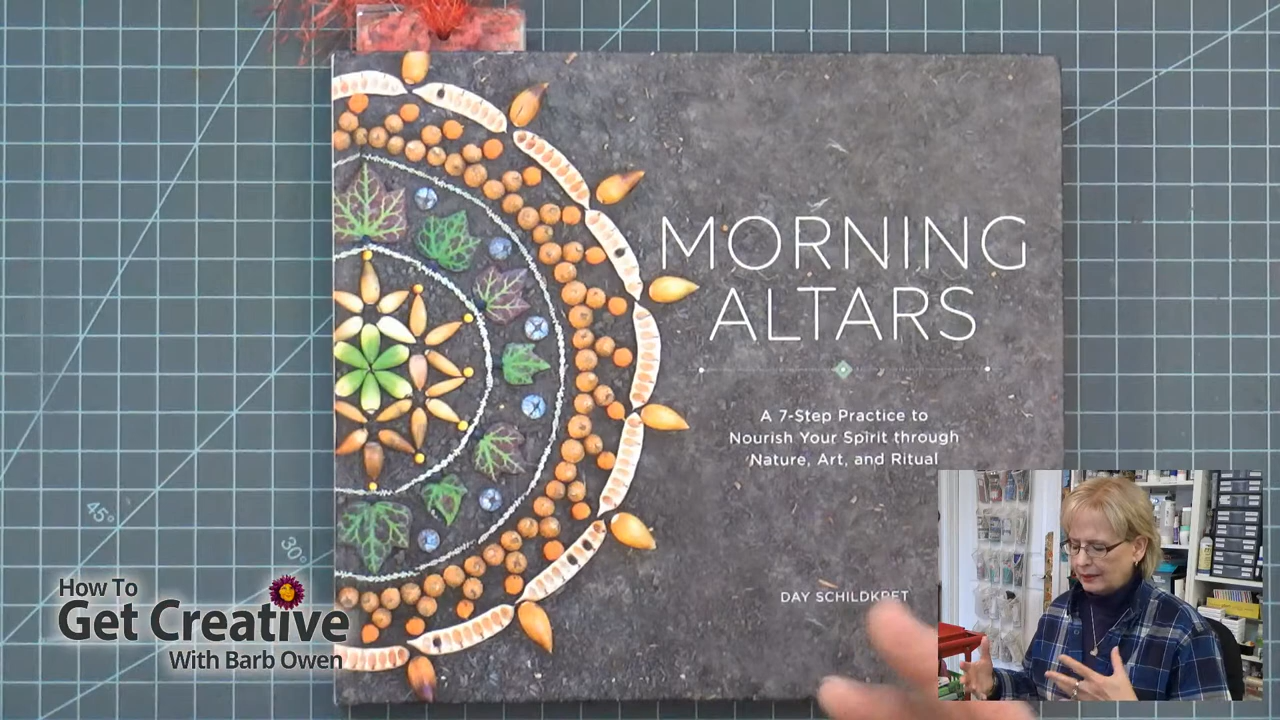 MORNING
ALTARS
A 7-Step Practice to
Nourish Your Spirit through
Nature, Art, and Ritual
DAY SCHILDKRET
45°
30°
How To
Get Creative
With Barb Owen